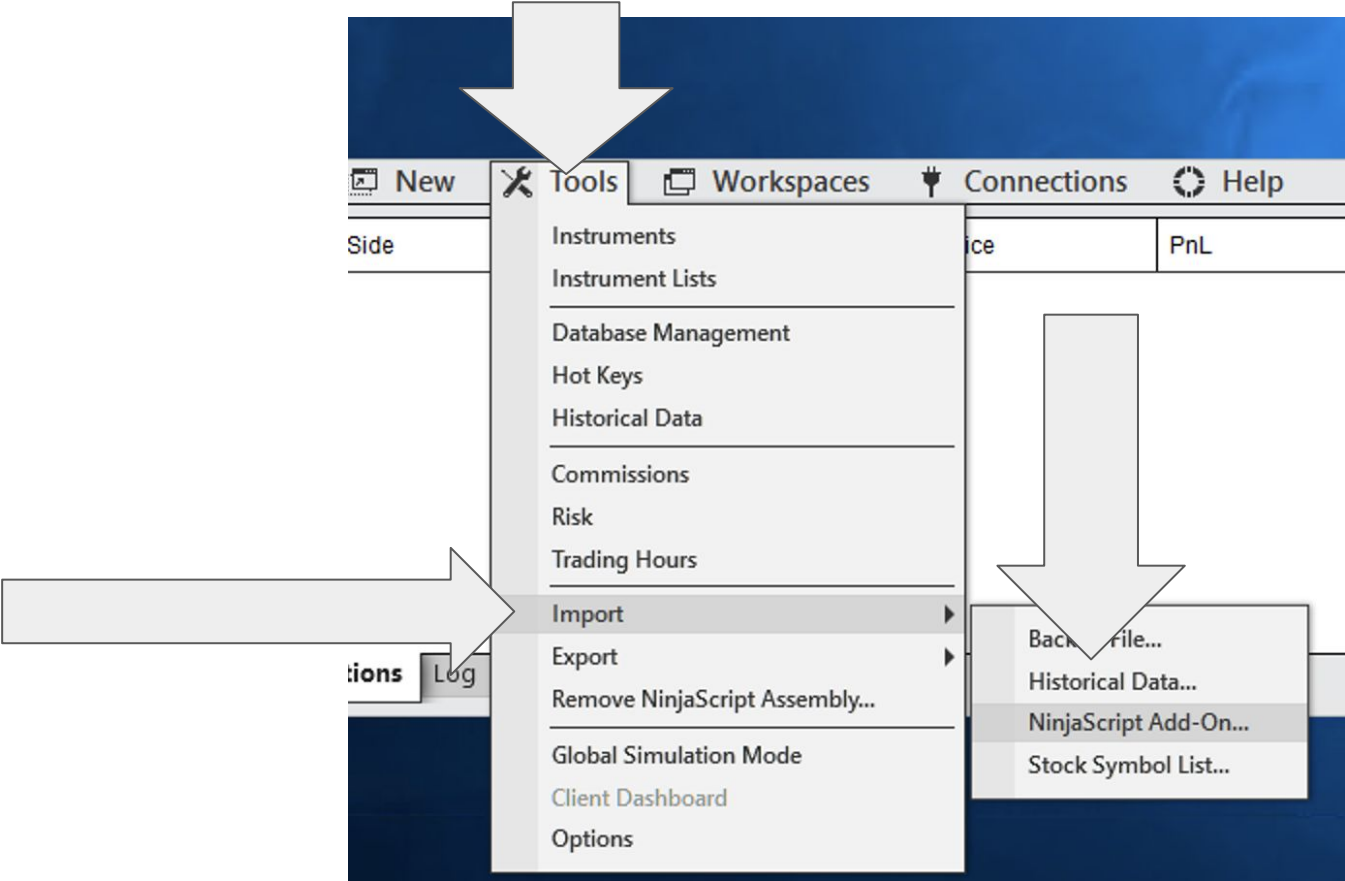 New Tools Workspaces Connections Help
Side ice PnL
Instruments
Instrument Lists
Database Management
Hot Keys
Historical Data
Commissions
Risk
Trading Hours
Import
Export
Remove NinjaScript Assembly...
Global Simulation Mode
Client Dashboard
Options
File...
Historical Data...
NinjaScript Add-On...
Stock Symbol List...
tions Log